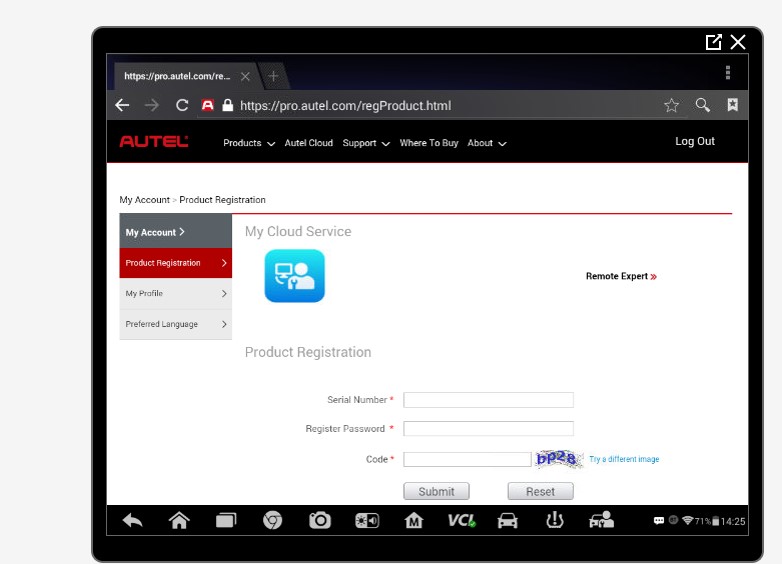 https://pro.autel.com/re...
https://pro.autel.com/regProduct.html
AUTEL
Products Autel Cloud Support Where To Buy About Log Out
My Account > Product Registration
My Account >
Product Registration >
My Profile >
Preferred Language >
My Cloud Service
Remote Expert »
Product Registration
Serial Number *
Register Password *
Code * bp28 Try a different image
Submit Reset
M VCI 71% 14:25